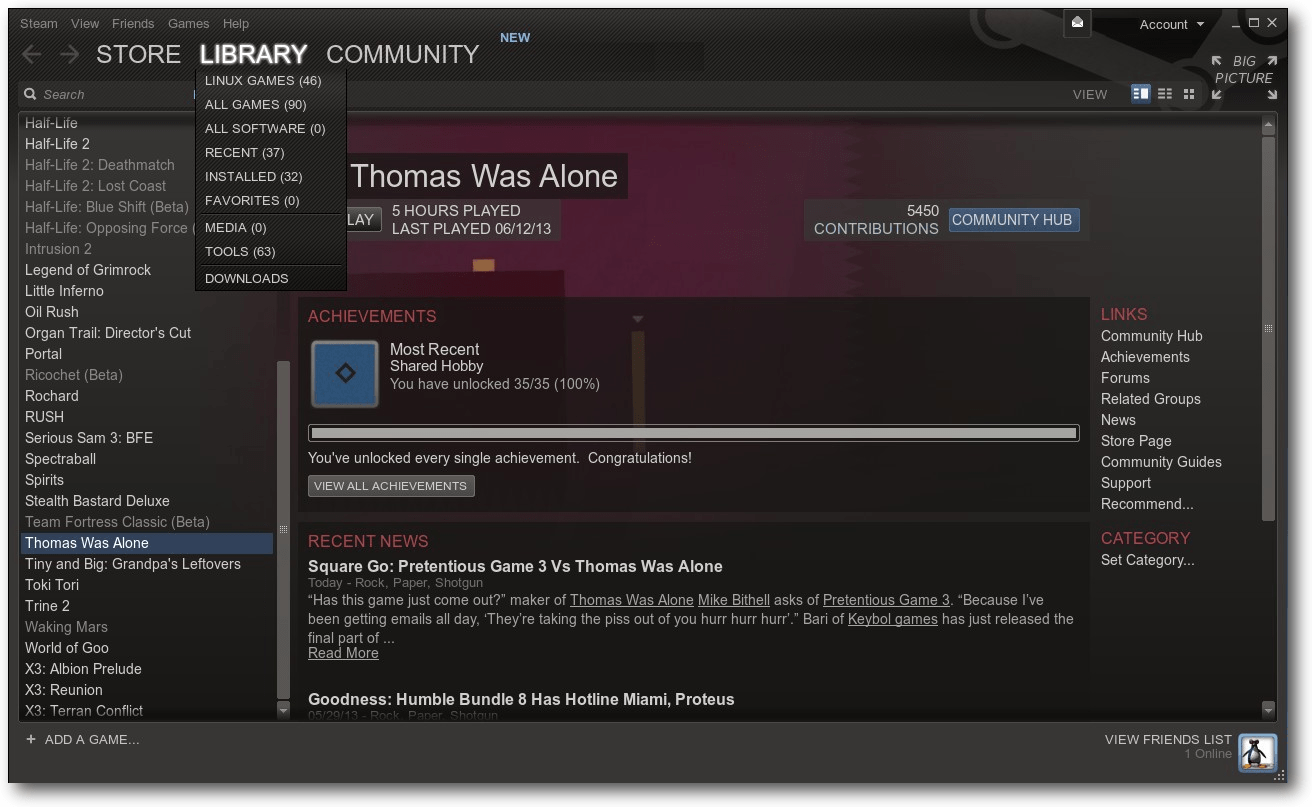 Steam View Friends Games Help
Account
NEW
STORE LIBRARY COMMUNITY
BIG PICTURE
Search
VIEW
LINUX GAMES (46)
ALL GAMES (90)
ALL SOFTWARE (0)
RECENT (37)
INSTALLED (32)
FAVORITES (0)
MEDIA (0)
TOOLS (63)
DOWNLOADS
Half-Life
Half-Life 2
Half-Life 2: Deathmatch
Half-Life 2: Lost Coast
Half-Life: Blue Shift (Beta)
Half-Life: Opposing Force (
Intrusion 2
Legend of Grimrock
Little Inferno
Oil Rush
Organ Trail: Director's Cut
Portal
Ricochet (Beta)
Rochard
RUSH
Serious Sam 3: BFE
Spectraball
Spirits
Stealth Bastard Deluxe
Team Fortress Classic (Beta)
Thomas Was Alone
Tiny and Big: Grandpa's Leftovers
Toki Tori
Trine 2
Waking Mars
World of Goo
X3: Albion Prelude
X3: Reunion
X3: Terran Conflict
Thomas Was Alone
LAY
5 HOURS PLAYED
LAST PLAYED 06/12/13
5450
CONTRIBUTIONS
COMMUNITY HUB
ACHIEVEMENTS
Most Recent
Shared Hobby
You have unlocked 35/35 (100%)
You've unlocked every single achievement.  Congratulations!
VIEW ALL ACHIEVEMENTS
RECENT NEWS
Square Go: Pretentious Game 3 Vs Thomas Was Alone
Today - Rock, Paper, Shotgun
“Has this game just come out?” maker of Thomas Was Alone Mike Bithell asks of Pretentious Game 3. “Because I’ve
been getting emails all day, ‘They’re taking the piss out of you hurr hurr hurr’.” Bari of Keybol games has just released the
final part of ...
Read More
Goodness: Humble Bundle 8 Has Hotline Miami, Proteus
05/29/13 - Rock, Paper, Shotgun
LINKS
Community Hub
Achievements
Forums
Related Groups
News
Store Page
Community Guides
Support
Recommend...
CATEGORY
Set Category...
+ ADD A GAME...
VIEW FRIENDS LIST
1 Online